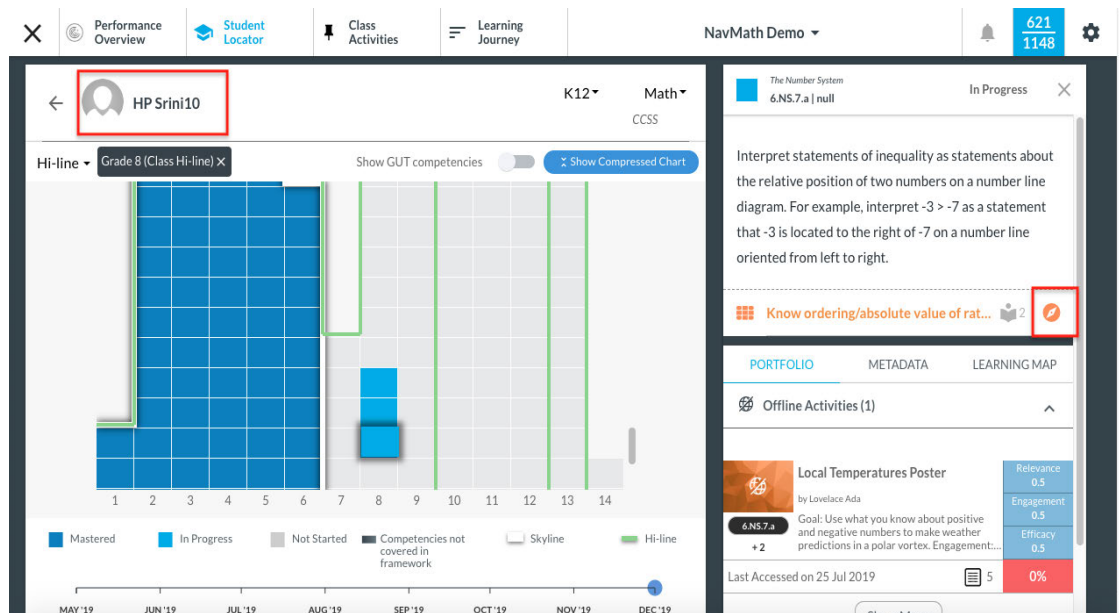 Performance Overview
Student Locator
Class Activities
Learning Journey
NavMath Demo
621
1148
HP Srini10
K12
Math
CCSS
Hi-line
Grade 8 (Class Hi-line) X
Show GUT competencies
Show Compressed Chart
1 2 3 4 5 6 7 8 9 10 11 12 13 14
Mastered
In Progress
Not Started
Competencies not
covered in
framework
Skyline
Hi-line
MAY '19 JUN '19 JUL '19 AUG '19 SEP '19 OCT '19 NOV '19 DEC '19
The Number System
6.NS.7.a | null
In Progress
Interpret statements of inequality as statements about
the relative position of two numbers on a number line
diagram. For example, interpret -3 > -7 as a statement
that -3 is located to the right of -7 on a number line
oriented from left to right.
Know ordering/absolute value of rat...
2
PORTFOLIO METADATA LEARNING MAP
Offline Activities (1)
Local Temperatures Poster
by Lovelace Ada
Goal: Use what you know about positive
and negative numbers to make weather
predictions in a polar vortex. Engagement:...
6.NS.7.a
+ 2
Relevance
0.5
Engagement
0.5
Efficacy
0.5
Last Accessed on 25 Jul 2019
5
0%